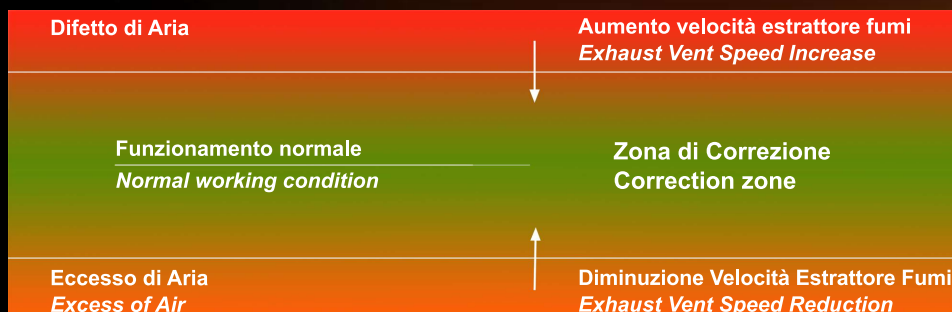 Difetto di Aria
Aumento velocità estrattore fumi
Exhaust Vent Speed Increase
Funzionamento normale
Normal working condition
Zona di Correzione
Correction zone
Eccesso di Aria
Excess of Air
Diminuzione Velocità Estrattore Fumi
Exhaust Vent Speed Reduction